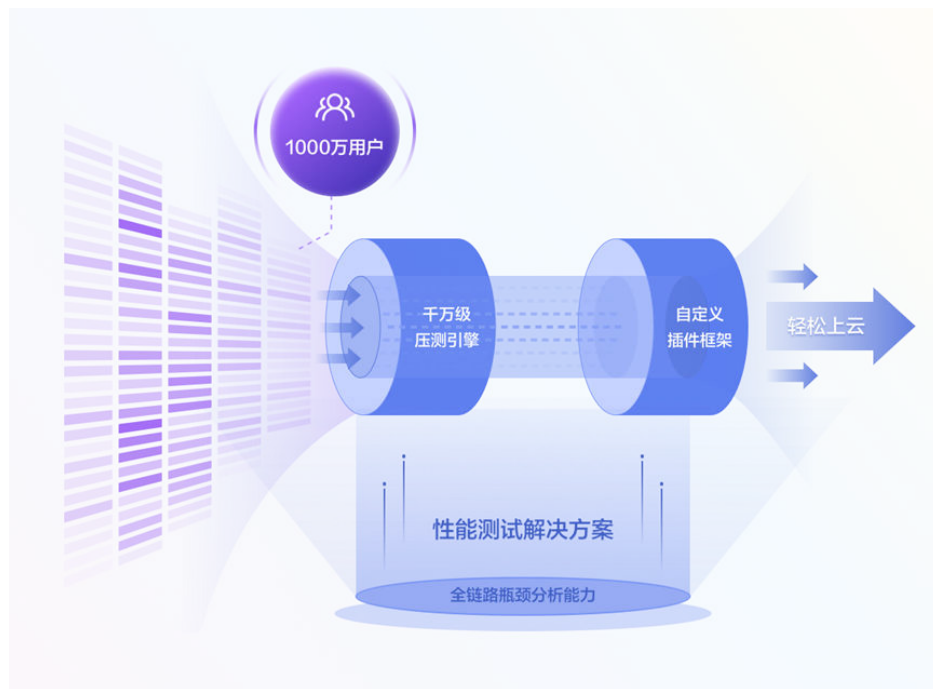 1000万用户
千万级
压测引擎
自定义
插件框架
轻松上云
性能测试解决方案
全链路瓶颈分析能力